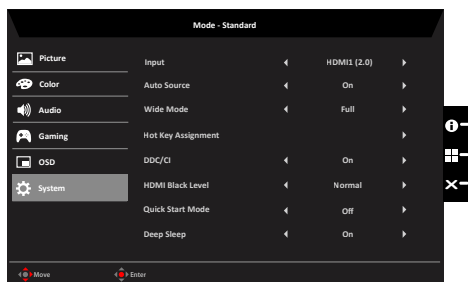 Mode - Standard
Picture
Color
Audio
Gaming
OSD
System
Input HDMI1 (2.0)
Auto Source On
Wide Mode Full
Hot Key Assignment
DDC/CI On
HDMI Black Level Normal
Quick Start Mode Off
Deep Sleep On
Move Enter